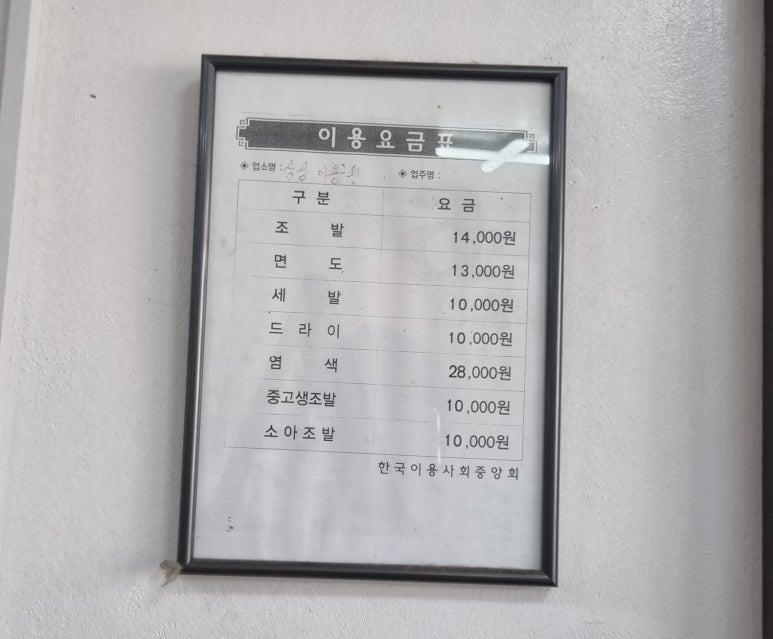 이용요금표
◈ 업소명 : 이용원 ◈ 업주명 :
구 분 요 금
조 발 14,000원
면 도 13,000원
세 발 10,000원
드 라 이 10,000원
염 색 28,000원
중고생조발 10,000원
소 아 조 발 10,000원
한국이용사회중앙회